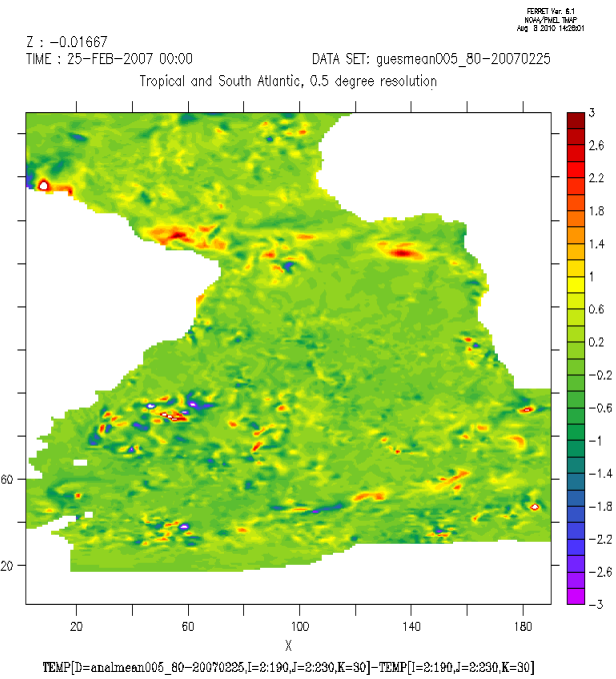 FERRET Ver. 6.1
NOAA/PMEL TMAP
Aug 3 2010 14:26:01
Z : -0.01667
TIME : 25-FEB-2007 00:00
DATA SET: guesmean005_80-20070225
Tropical and South Atlantic, 0.5 degree resolution
3
2.6
2.2
1.8
1.4
1
0.6
0.2
-0.2
-0.6
-1
-1.4
-1.8
-2.2
-2.6
-3
60
20
20 60 100 140 180
X
TEMP[D=analmean005_80-20070225,I=2:190,J=2:230,K=30]-TEMP[I=2:190,J=2:230,K=30]